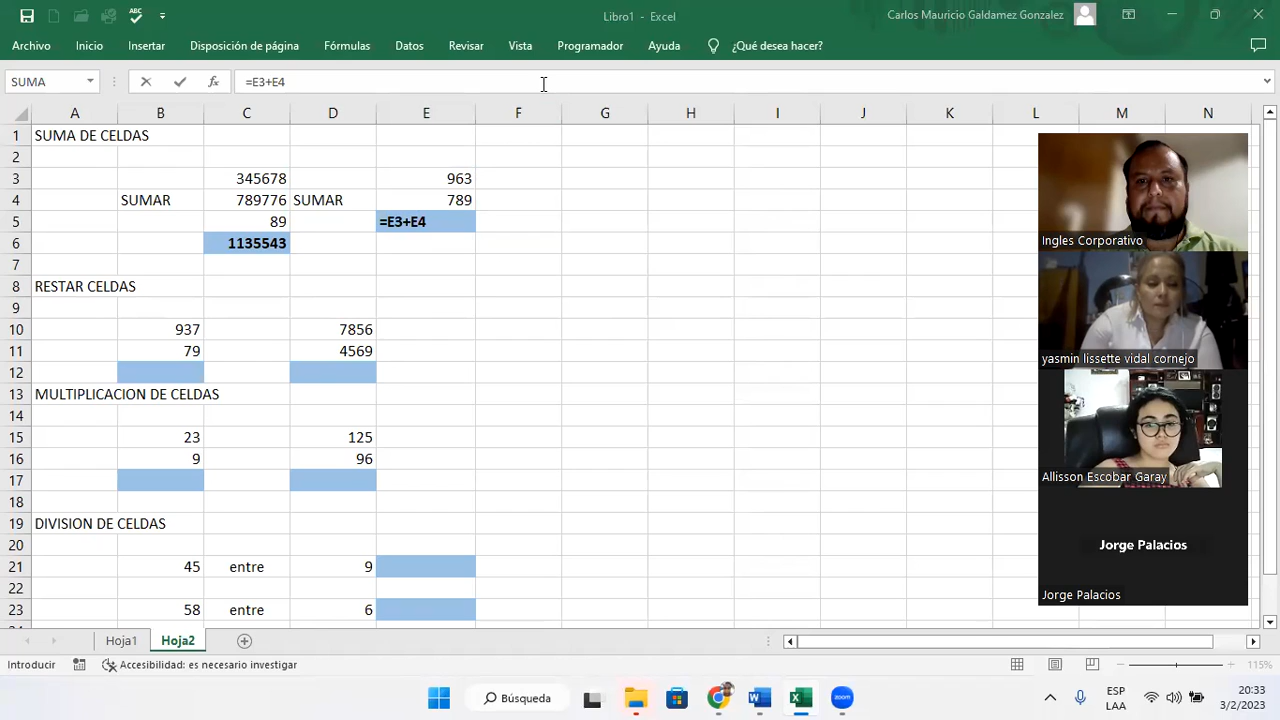 Libro1 - Excel
Carlos Mauricio Galdamez Gonzalez
Archivo Inicio Insertar Disposición de página Fórmulas Datos Revisar Vista Programador Ayuda ¿Qué desea hacer?
SUMA fx =E3+E4
A B C D E F G H I J K L M N
1 SUMA DE CELDAS
2
3 345678 963
4 SUMAR 789776 SUMAR 789
5 89 =E3+E4
6 1135543
7
8 RESTAR CELDAS
9
10 937 7856
11 79 4569
12
13 MULTIPLICACION DE CELDAS
14
15 23 125
16 9 96
17
18
19 DIVISION DE CELDAS
20
21 45 entre 9
22
23 58 entre 6
Ingles Corporativo
yasmin lissette vidal cornejo
Allisson Escobar Garay
Jorge Palacios
Jorge Palacios
Hoja1 Hoja2
Introducir Accesibilidad: es necesario investigar 115%
Búsqueda
ESP
LAA
20:33
3/2/2023